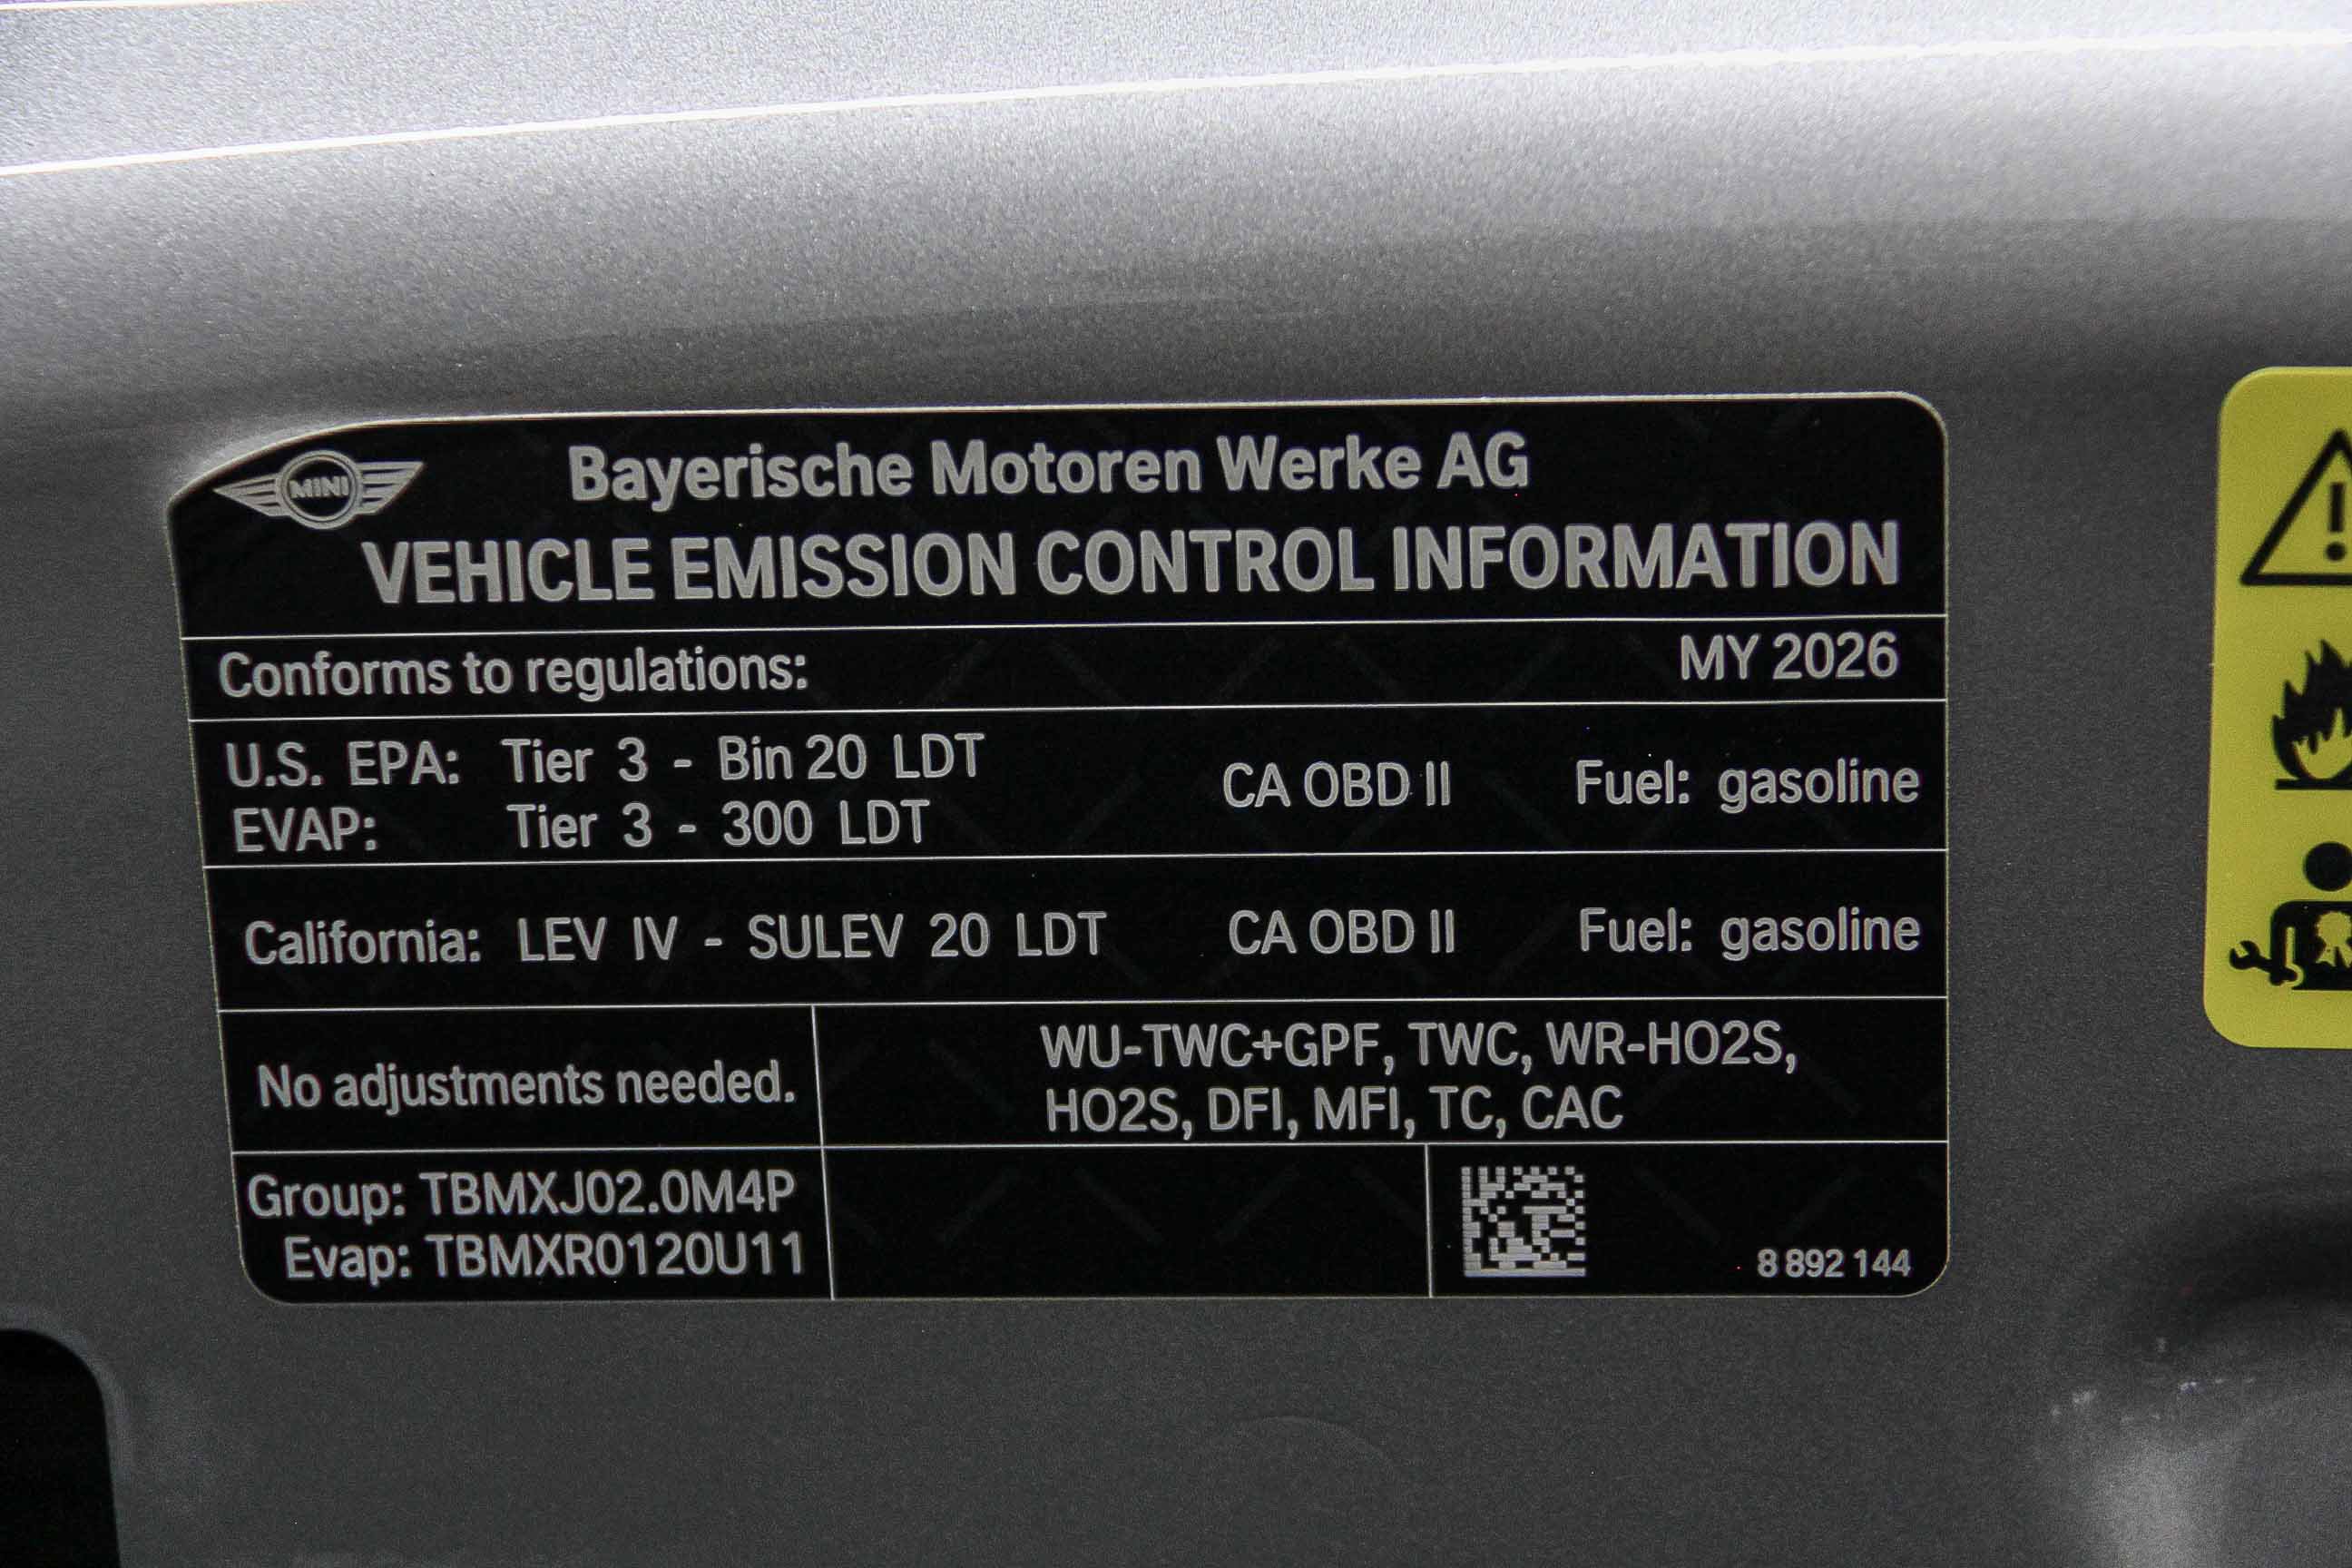 MINI
Bayerische Motoren Werke AG
VEHICLE EMISSION CONTROL INFORMATION
Conforms to regulations: MY 2026
U.S. EPA: Tier 3 - Bin 20 LDT
EVAP: Tier 3 - 300 LDT
CA OBD II Fuel: gasoline
California: LEV IV - SULEV 20 LDT CA OBD II Fuel: gasoline
No adjustments needed.
WU-TWC+GPF, TWC, WR-HO2S,
HO2S, DFI, MFI, TC, CAC
Group: TBMXJ02.0M4P
Evap: TBMXR0120U11
8 892 144